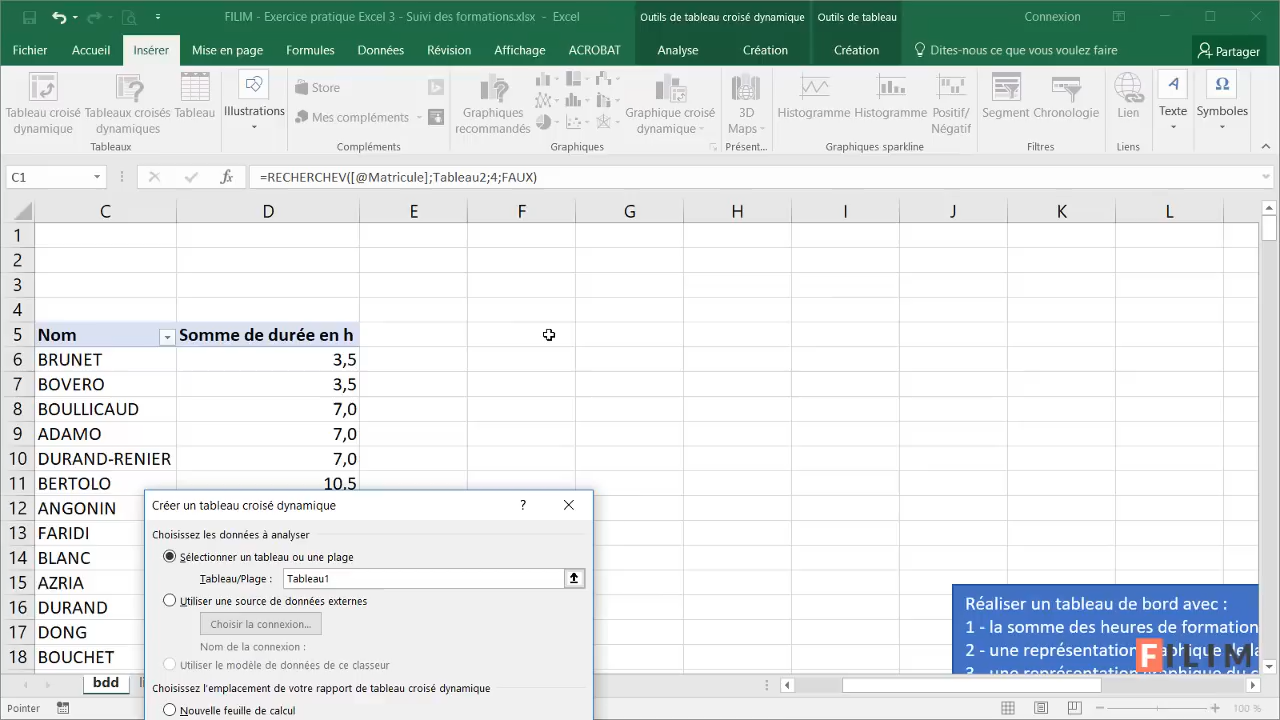 FILIM - Exercice pratique Excel 3 - Suivi des formations.xlsx - Excel
Outils de tableau croisé dynamique
Outils de tableau
Connexion
Fichier
Accueil
Insérer
Mise en page
Formules
Données
Révision
Affichage
ACROBAT
Analyse
Création
Création
Dites-nous ce que vous voulez faire
Partager
Tableau croisé dynamique
Tableaux croisés dynamiques
Tableau
Illustrations
Store
Mes compléments
Graphiques recommandés
Graphique croisé dynamique
3D Maps
Histogramme
Histogramme
Positif/ Négatif
Segment
Chronologie
Lien
Texte
Symboles
Tableaux
Compléments
Graphiques
Présent...
Graphiques sparkline
Filtres
Liens
C1
fx
=RECHERCHEV([@Matricule];Tableau2;4;FAUX)
C D E F G H I J K L
1
2
3
4
5 Nom Somme de durée en h
6 BRUNET 3,5
7 BOVERO 3,5
8 BOULLICAUD 7,0
9 ADAMO 7,0
10 DURAND-RENIER 7,0
11 BERTOLO 10,5
12 ANGONIN
13 FARIDI
14 BLANC
15 AZRIA
16 DURAND
17 DONG
18 BOUCHET
Créer un tableau croisé dynamique
?
Choisissez les données à analyser
Sélectionner un tableau ou une plage
Tableau/Plage : Tableau1
Utiliser une source de données externes
Choisir la connexion...
Nom de la connexion :
Utiliser le modèle de données de ce classeur
Choisissez l'emplacement de votre rapport de tableau croisé dynamique
Nouvelle feuille de calcul
Réaliser un tableau de bord avec :
1 - la somme des heures de formation
2 - une représentation graphique de la
3 - une représentation graphique du
FILIM
bdd
Pointer
100 %